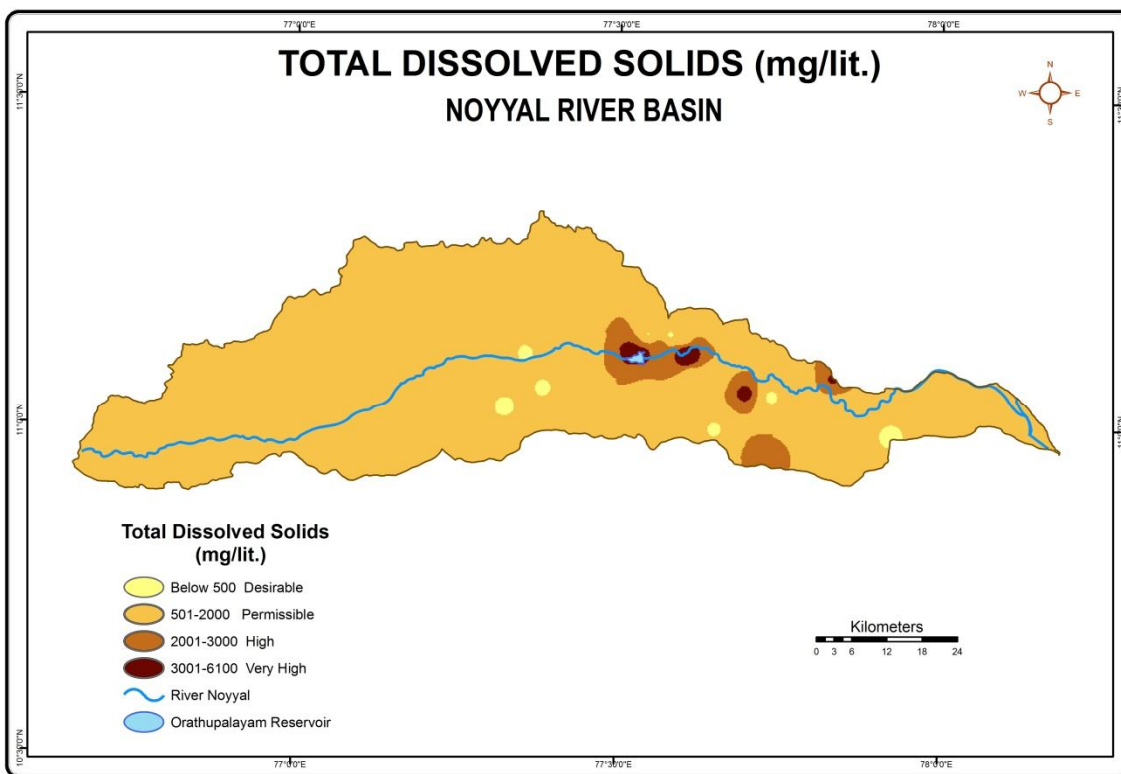 77°0'0"E 77°30'0"E 78°0'0"E
TOTAL DISSOLVED SOLIDS (mg/lit.)
NOYYAL RIVER BASIN
N
W E
S
11°30'0"N
11°0'0"N
Total Dissolved Solids
(mg/lit.)
Below 500 Desirable
501-2000 Permissible
2001-3000 High
3001-6100 Very High
River Noyyal
Orathupalayam Reservoir
Kilometers
0 3 6 12 18 24
10°30'0"N
77°0'0"E 77°30'0"E 78°0'0"E